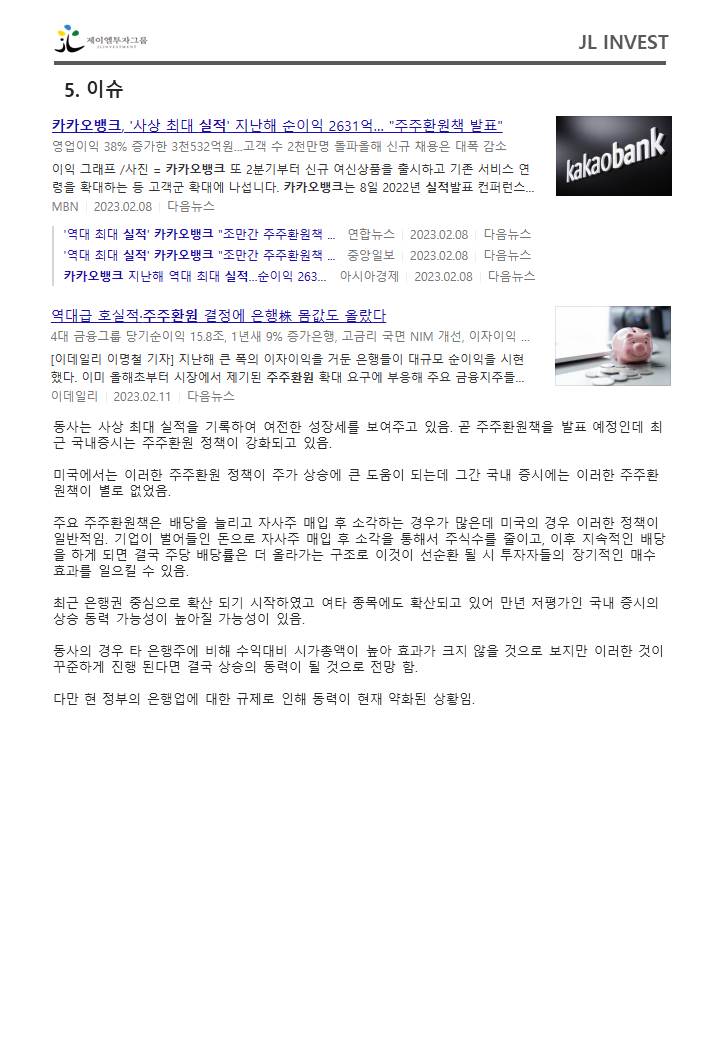 제이엘투자그룹
JL INVESTMENT
JL INVEST
5. 이슈
카카오뱅크, '사상 최대 실적' 지난해 순이익 2631억... "주주환원책 발표"
영업이익 38% 증가한 3천532억원...고객 수 2천만명 돌파올해 신규 채용은 대폭 감소
이익 그래프 /사진 = 카카오뱅크 또 2분기부터 신규 여신상품을 출시하고 기존 서비스 연
령을 확대하는 등 고객군 확대에 나섭니다. 카카오뱅크는 8일 2022년 실적발표 컨퍼런스...
MBN | 2023.02.08 | 다음뉴스
kakaobank
'역대 최대 실적' 카카오뱅크 "조만간 주주환원책 ... 연합뉴스 | 2023.02.08 | 다음뉴스
'역대 최대 실적' 카카오뱅크 "조만간 주주환원책 ... 중앙일보 | 2023.02.08 | 다음뉴스
카카오뱅크 지난해 역대 최대 실적...순이익 263... 아시아경제 | 2023.02.08 | 다음뉴스
역대급 호실적·주주환원 결정에 은행株 몸값도 올랐다
4대 금융그룹 당기순이익 15.8조, 1년새 9% 증가은행, 고금리 국면 NIM 개선, 이자이익 ...
[이데일리 이명철 기자] 지난해 큰 폭의 이자이익을 거둔 은행들이 대규모 순이익을 시현
했다. 이미 올해초부터 시장에서 제기된 주주환원 확대 요구에 부응해 주요 금융지주들...
이데일리 | 2023.02.11 | 다음뉴스
동사는 사상 최대 실적을 기록하여 여전한 성장세를 보여주고 있음. 곧 주주환원책을 발표 예정인데 최
근 국내증시는 주주환원 정책이 강화되고 있음.
미국에서는 이러한 주주환원 정책이 주가 상승에 큰 도움이 되는데 그간 국내 증시에는 이러한 주주환
원책이 별로 없었음.
주요 주주환원책은 배당을 늘리고 자사주 매입 후 소각하는 경우가 많은데 미국의 경우 이러한 정책이
일반적임. 기업이 벌어들인 돈으로 자사주 매입 후 소각을 통해서 주식수를 줄이고, 이후 지속적인 배당
을 하게 되면 결국 주당 배당률은 더 올라가는 구조로 이것이 선순환 될 시 투자자들의 장기적인 매수
효과를 일으킬 수 있음.
최근 은행권 중심으로 확산 되기 시작하였고 여타 종목에도 확산되고 있어 만년 저평가인 국내 증시의
상승 동력 가능성이 높아질 가능성이 있음.
동사의 경우 타 은행주에 비해 수익대비 시가총액이 높아 효과가 크지 않을 것으로 보지만 이러한 것이
꾸준하게 진행 된다면 결국 상승의 동력이 될 것으로 전망 함.
다만 현 정부의 은행업에 대한 규제로 인해 동력이 현재 약화된 상황임.